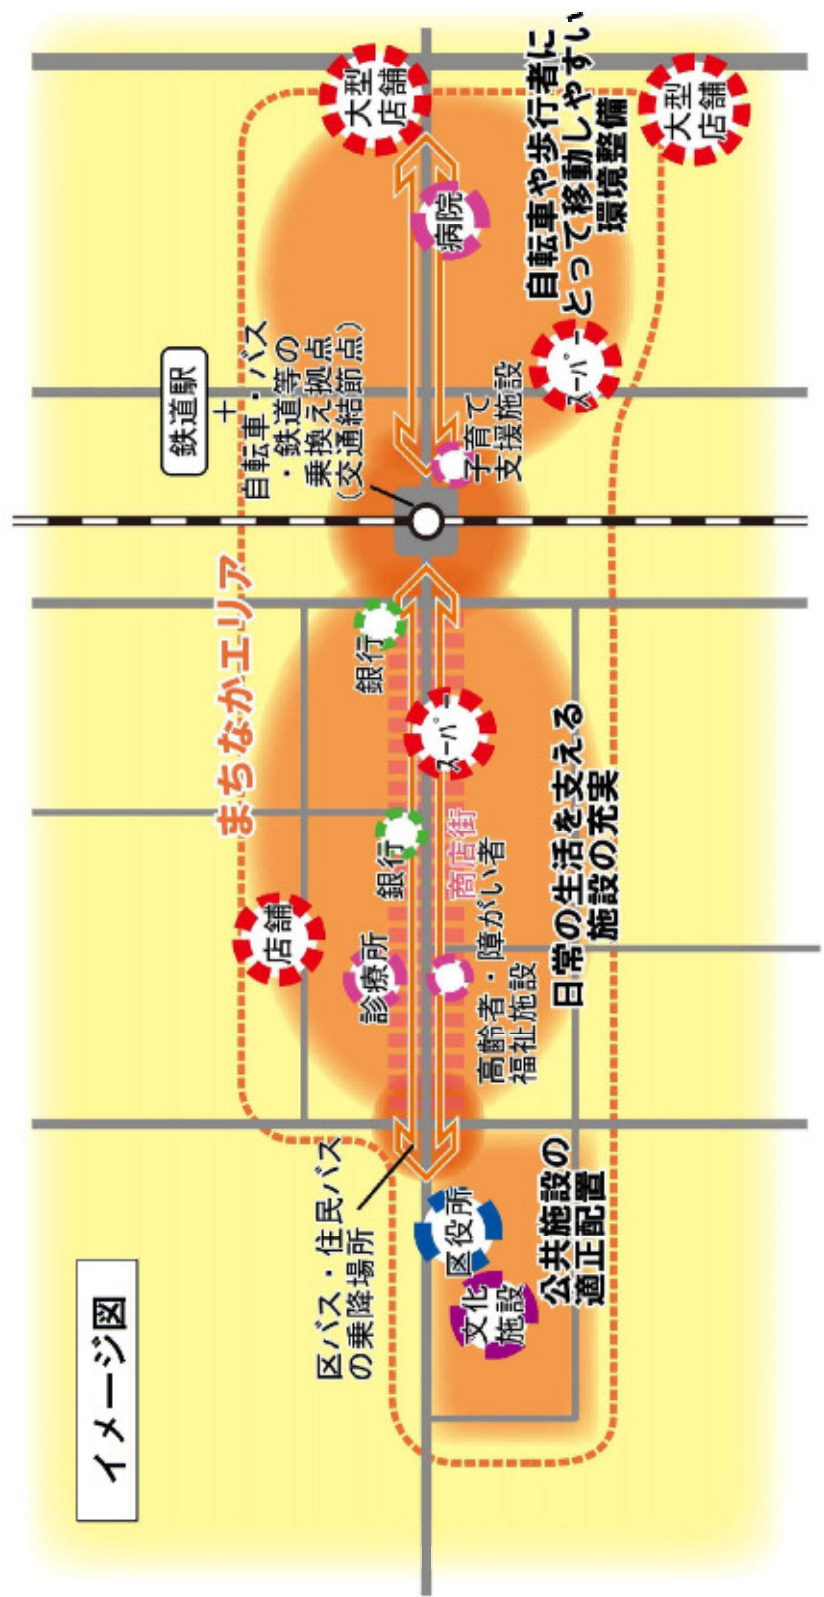 イメージ図
まちなかエリア
鉄道駅
＋
自転車・バス
・鉄道等の
乗換え拠点
（交通結節点）
大型
店舗
区バス・住民バス
の乗降場所
店舗
診療所
銀行
銀行
病院
区役所
文化
施設
商店街
スーパー
高齢者・障がい者
福祉施設
子育て
支援施設
スーパー
自転車や歩行者に
とって移動しやすい
環境整備
大型
店舗
公共施設の
適正配置
日常の生活を支える
施設の充実